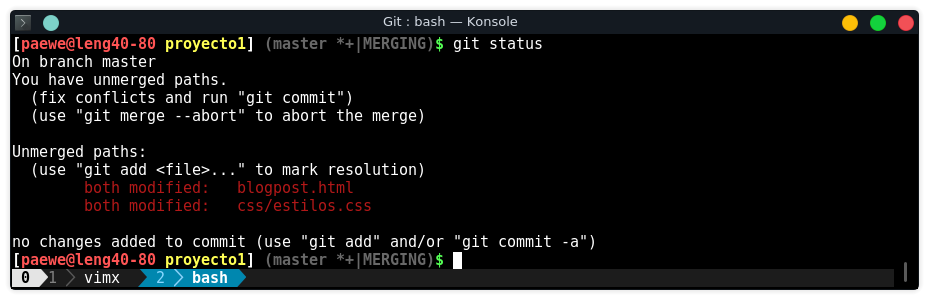 Git : bash — Konsole
[paewe@leng40-80 proyecto1] (master *+|MERGING)$ git status
On branch master
You have unmerged paths.
  (fix conflicts and run "git commit")
  (use "git merge --abort" to abort the merge)

Unmerged paths:
  (use "git add <file>..." to mark resolution)
        both modified:   blogpost.html
        both modified:   css/estilos.css

no changes added to commit (use "git add" and/or "git commit -a")
[paewe@leng40-80 proyecto1] (master *+|MERGING)$
0 1 vimx 2 bash